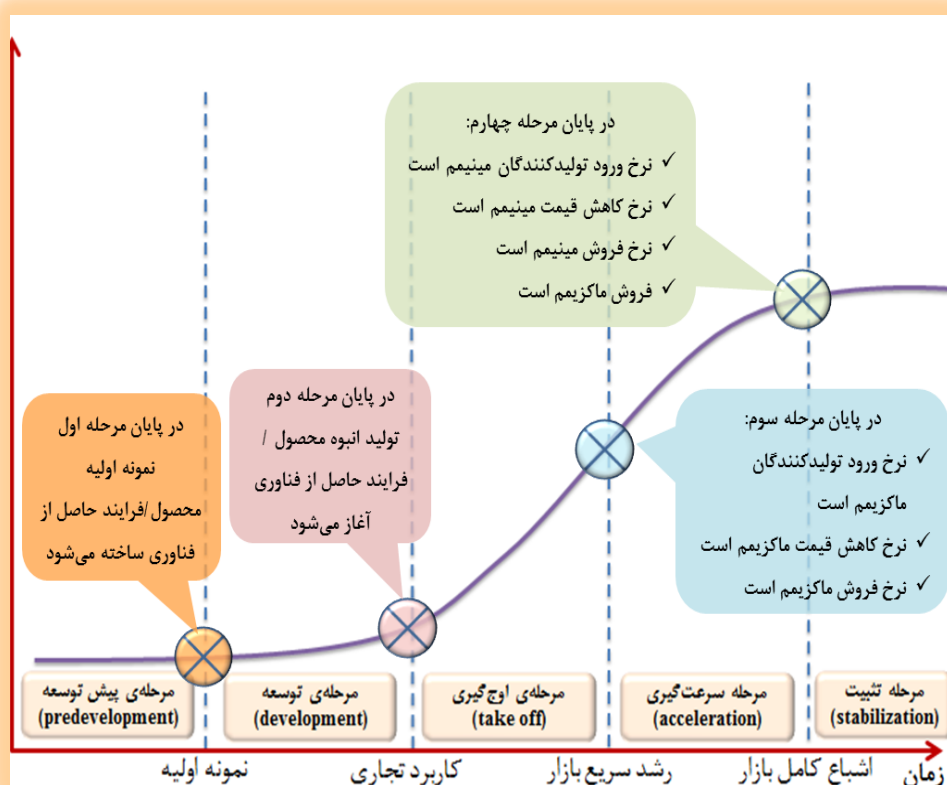 در پایان مرحله چهارم:
✓ نرخ ورود تولیدکنندگان مینیمم است
✓ نرخ کاهش قیمت مینیمم است
✓ نرخ فروش مینیمم است
✓ فروش ماکزیمم است
در پایان مرحله سوم:
✓ نرخ ورود تولیدکنندگان
ماکزیمم است
✓ نرخ کاهش قیمت ماکزیمم است
✓ نرخ فروش ماکزیمم است
در پایان مرحله دوم
تولید انبوه محصول /
فرایند حاصل از فناوری
آغاز می‌شود
در پایان مرحله اول
نمونه اولیه
محصول/فرایند حاصل از
فناوری ساخته می‌شود
مرحله‌ی پیش توسعه
(predevelopment)
مرحله‌ی توسعه
(development)
مرحله‌ی اوج‌گیری
(take off)
مرحله سرعت‌گیری
(acceleration)
مرحله تثبیت
(stabilization)
نمونه اولیه
کاربرد تجاری
رشد سریع بازار
اشباع کامل بازار
زمان